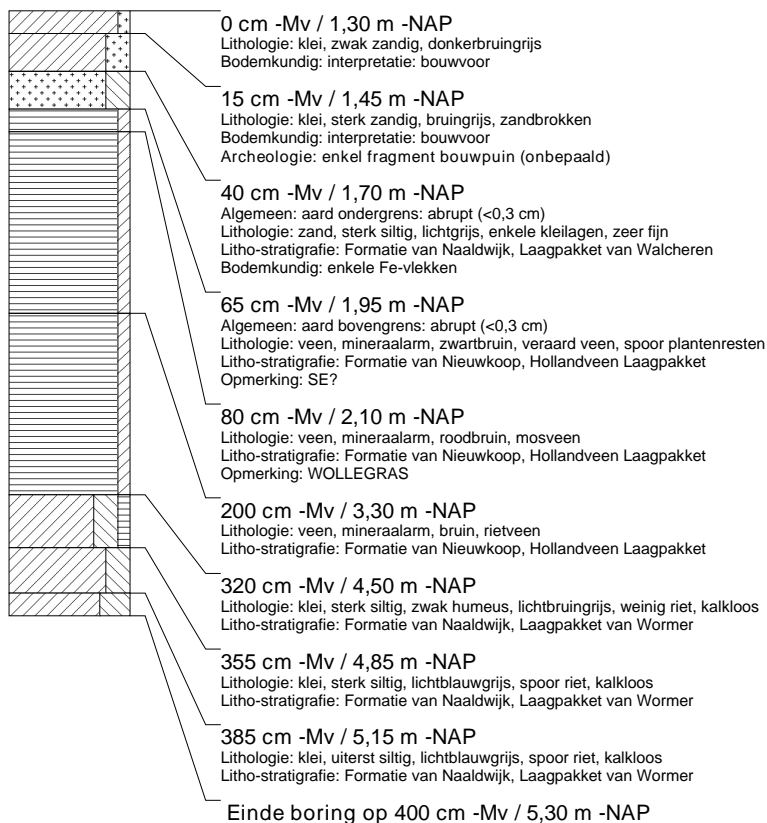 0 cm -Mv / 1,30 m -NAP
Lithologie: klei, zwak zandig, donkerbruingrijs
Bodemkundig: interpretatie: bouwvoor
15 cm -Mv / 1,45 m -NAP
Lithologie: klei, sterk zandig, bruingrijs, zandbrokken
Bodemkundig: interpretatie: bouwvoor
Archeologie: enkel fragment bouwpuin (onbepaald)
40 cm -Mv / 1,70 m -NAP
Algemeen: aard ondergrens: abrupt (<0,3 cm)
Lithologie: zand, sterk siltig, lichtgrijs, enkele kleilagen, zeer fijn
Litho-stratigrafie: Formatie van Naaldwijk, Laagpakket van Walcheren
Bodemkundig: enkele Fe-vlekken
65 cm -Mv / 1,95 m -NAP
Algemeen: aard bovengrens: abrupt (<0,3 cm)
Lithologie: veen, mineraalarm, zwartbruin, veraard veen, spoor plantenresten
Litho-stratigrafie: Formatie van Nieuwkoop, Hollandveen Laagpakket
Opmerking: SE?
80 cm -Mv / 2,10 m -NAP
Lithologie: veen, mineraalarm, roodbruin, mosveen
Litho-stratigrafie: Formatie van Nieuwkoop, Hollandveen Laagpakket
Opmerking: WOLLEGRAS
200 cm -Mv / 3,30 m -NAP
Lithologie: veen, mineraalarm, bruin, rietveen
Litho-stratigrafie: Formatie van Nieuwkoop, Hollandveen Laagpakket
320 cm -Mv / 4,50 m -NAP
Lithologie: klei, sterk siltig, zwak humeus, lichtbruingrijs, weinig riet, kalkloos
Litho-stratigrafie: Formatie van Naaldwijk, Laagpakket van Wormer
355 cm -Mv / 4,85 m -NAP
Lithologie: klei, sterk siltig, lichtblauwgrijs, spoor riet, kalkloos
Litho-stratigrafie: Formatie van Naaldwijk, Laagpakket van Wormer
385 cm -Mv / 5,15 m -NAP
Lithologie: klei, uiterst siltig, lichtblauwgrijs, spoor riet, kalkloos
Litho-stratigrafie: Formatie van Naaldwijk, Laagpakket van Wormer
Einde boring op 400 cm -Mv / 5,30 m -NAP